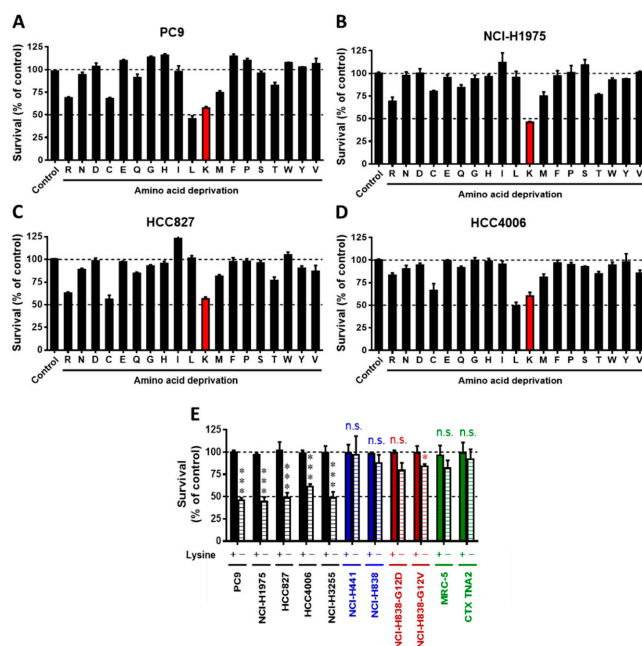 A
PC9
Survival (% of control)
125
100
75
50
25
0
Control R N D C E Q G H I L K M F P S T W Y V
Amino acid deprivation
B
NCI-H1975
Survival (% of control)
125
100
75
50
25
0
Control R N D C E Q G H I L K M F P S T W Y V
Amino acid deprivation
C
HCC827
Survival (% of control)
125
100
75
50
25
0
Control R N D C E Q G H I L K M F P S T W Y V
Amino acid deprivation
D
HCC4006
Survival (% of control)
125
100
75
50
25
0
Control R N D C E Q G H I L K M F P S T W Y V
Amino acid deprivation
E
Survival
(% of control)
125
100
75
50
25
0
*** *** *** *** *** n.s. n.s. n.s. * n.s. n.s.
Lysine + − + − + − + − + − + − + − + − + − + − + −
PC9
NCI-H1975
HCC827
HCC4006
NCI-H3255
NCI-H441
NCI-H838
NCI-H838-G12D
NCI-H838-G12V
MRC-5
CTX TNA2